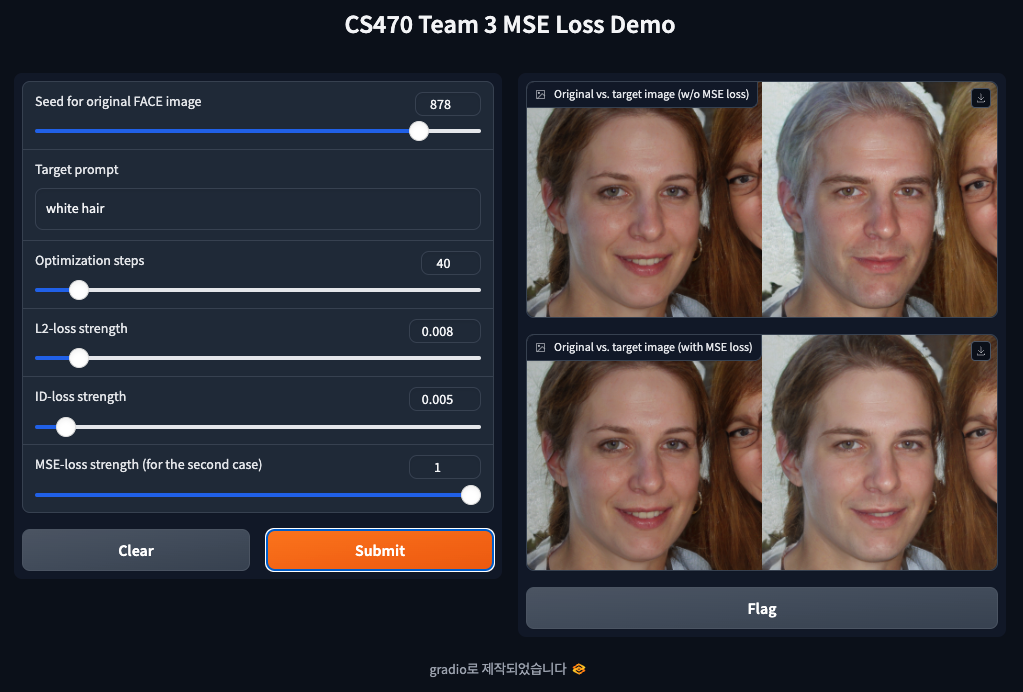 CS470 Team 3 MSE Loss Demo
Seed for original FACE image
878
Target prompt
white hair
Optimization steps
40
L2-loss strength
0.008
ID-loss strength
0.005
MSE-loss strength (for the second case)
1
Clear
Submit
Original vs. target image (w/o MSE loss)
Original vs. target image (with MSE loss)
Flag
gradio로 제작되었습니다